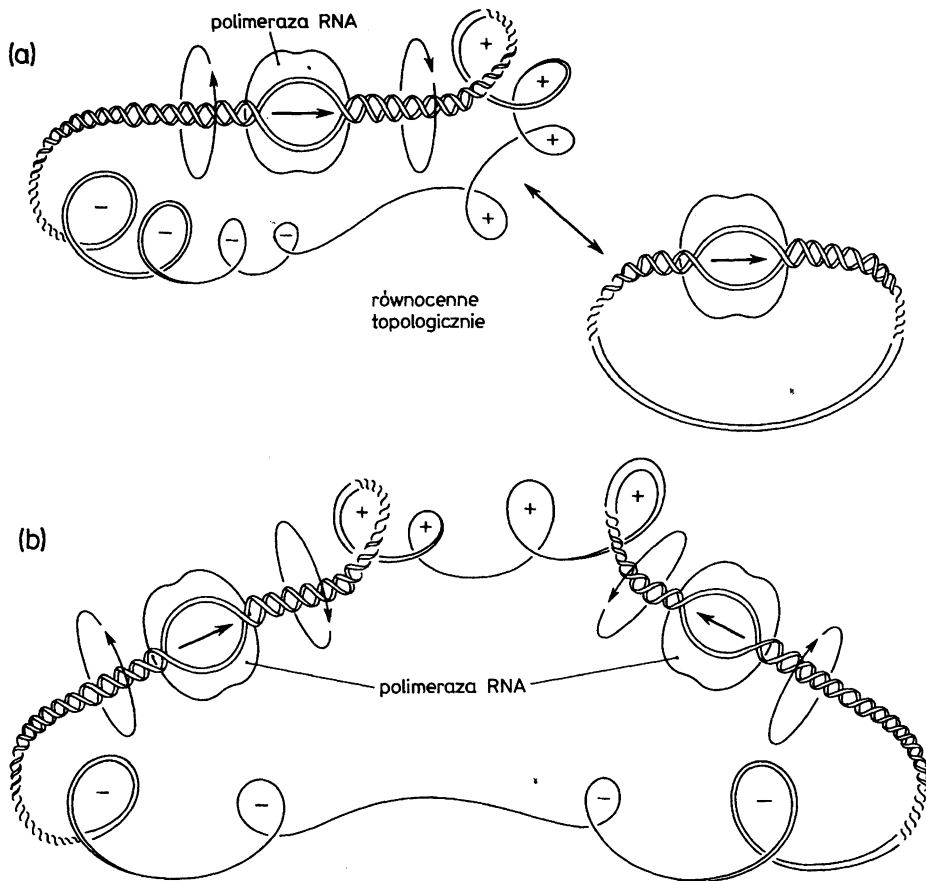 polimeraza RNA
(a)
+
+
+
+
−
−
−
−
równocenne
topologicznie
(b)
+
+
+
+
polimeraza RNA
−
−
−
−